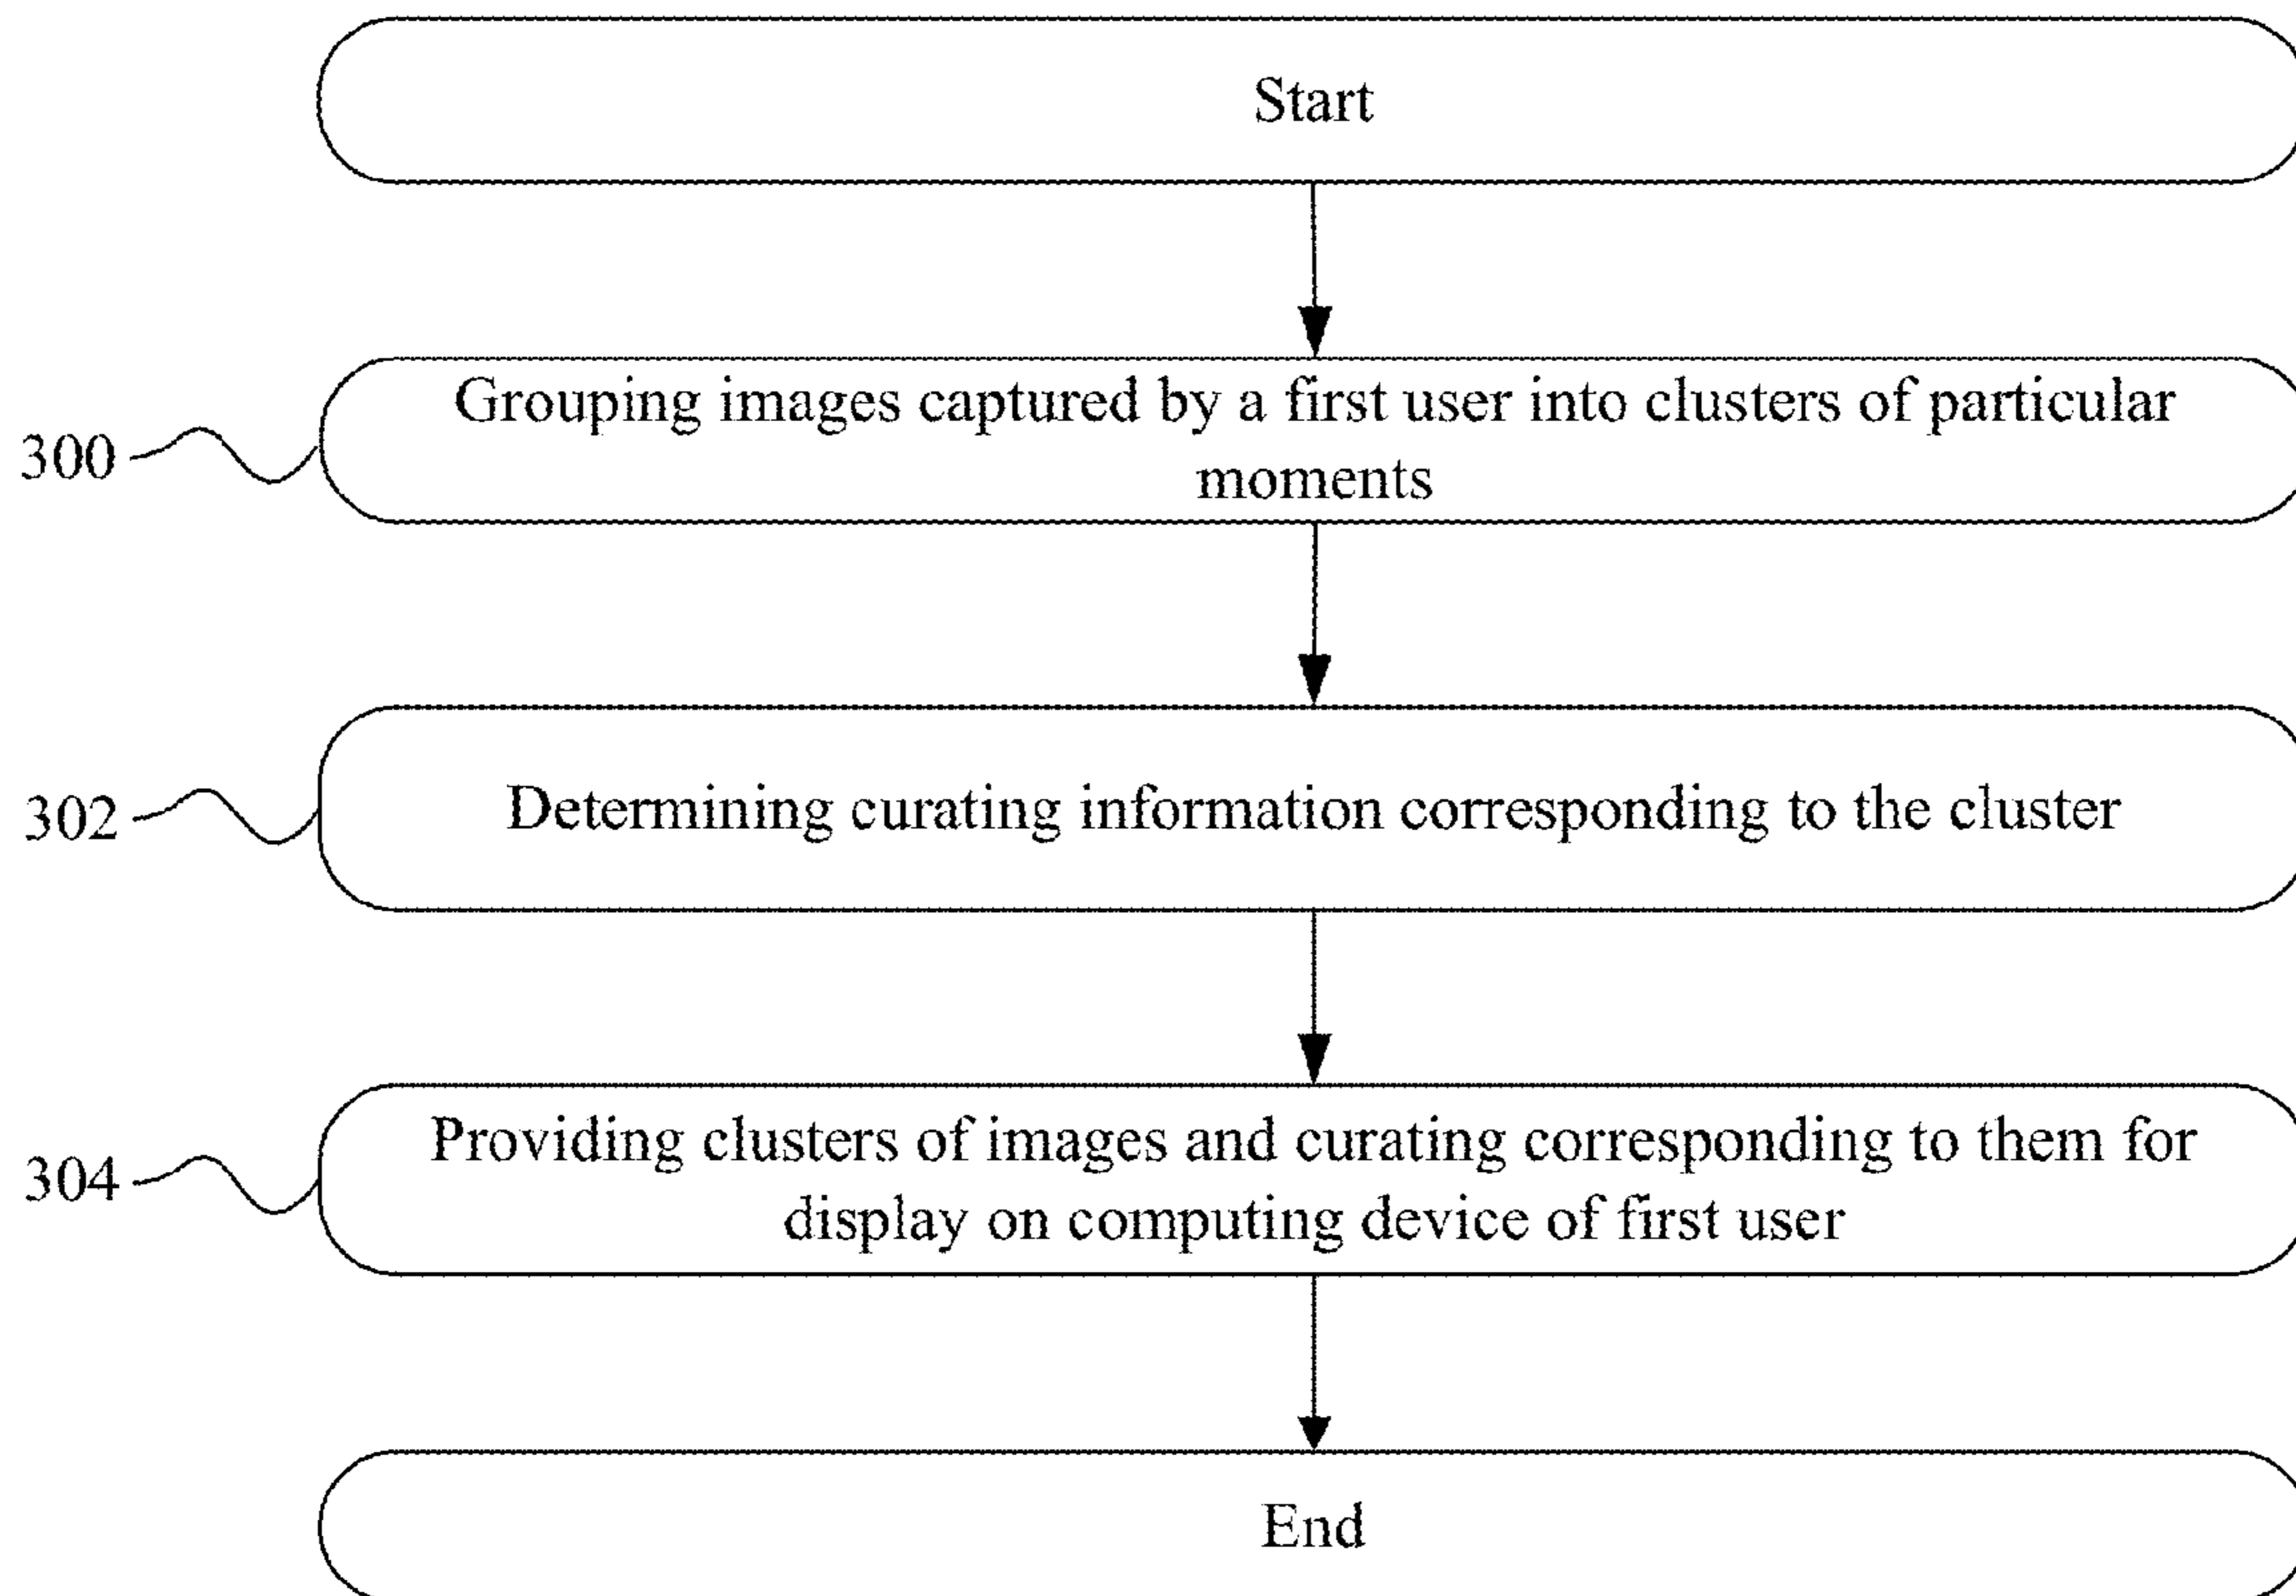 Start
Grouping images captured by a first user into clusters of particular
moments
300
Determining curating information corresponding to the cluster
302
Providing clusters of images and curating corresponding to them for
display on computing device of first user
304
End